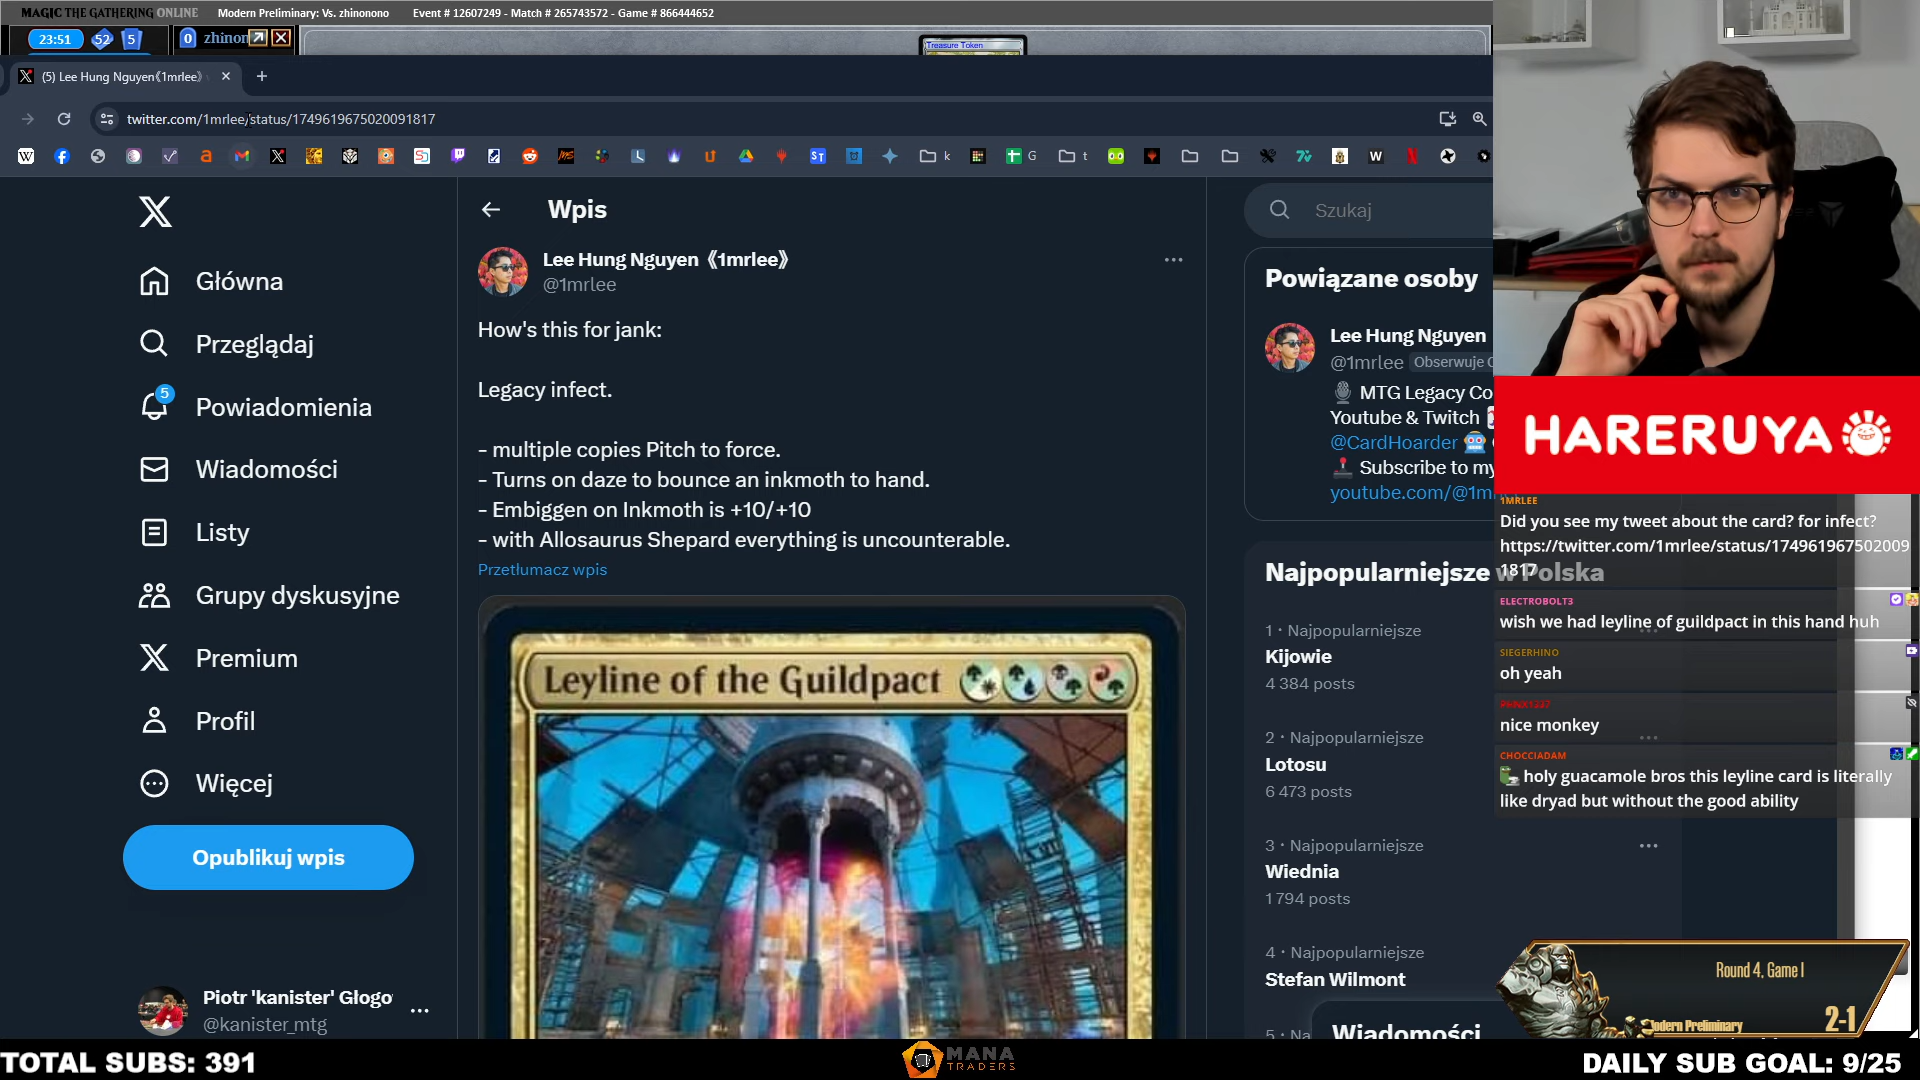 MAGIC THE GATHERING ONLINE Modern Preliminary: Vs. zhinonono Event # 12607249 - Match # 265743572 - Game # 866444652
23:51 52 5 0 zhinon
Treasure Token
(5) Lee Hung Nguyen《1mrlee》
twitter.com/1mrlee/status/1749619675020091817
k G t
Wpis
Szukaj
Główna
Przeglądaj
5
Powiadomienia
Wiadomości
Listy
Grupy dyskusyjne
Premium
Profil
Więcej
Opublikuj wpis
Piotr 'kanister' Glogo
@kanister_mtg
Lee Hung Nguyen《1mrlee》
@1mrlee
How's this for jank:
Legacy infect.
- multiple copies Pitch to force.
- Turns on daze to bounce an inkmoth to hand.
- Embiggen on Inkmoth is +10/+10
- with Allosaurus Shepard everything is uncounterable.
Przetłumacz wpis
Leyline of the Guildpact
Powiązane osoby
Lee Hung Nguyen
@1mrlee Obserwuje C
MTG Legacy Co
Youtube & Twitch
@CardHoarder
Subscribe to my
youtube.com/@1m
Najpopularniejsze w Polska
1 · Najpopularniejsze
Kijowie
4 384 posts
2 · Najpopularniejsze
Lotosu
6 473 posts
3 · Najpopularniejsze
Wiednia
1 794 posts
4 · Najpopularniejsze
Stefan Wilmont
5 · Na
Wiadomości
HARERUYA
1MRLEE
Did you see my tweet about the card? for infect?
https://twitter.com/1mrlee/status/174961967502009
1817
ELECTROBOLT3
wish we had leyline of guildpact in this hand huh
SIEGERHINO
oh yeah
nice monkey
CHOCCIADAM
holy guacamole bros this leyline card is literally
like dryad but without the good ability
Round 4, Game 1
Modern Preliminary 2-1
TOTAL SUBS: 391
MANA
TRADERS
DAILY SUB GOAL: 9/25